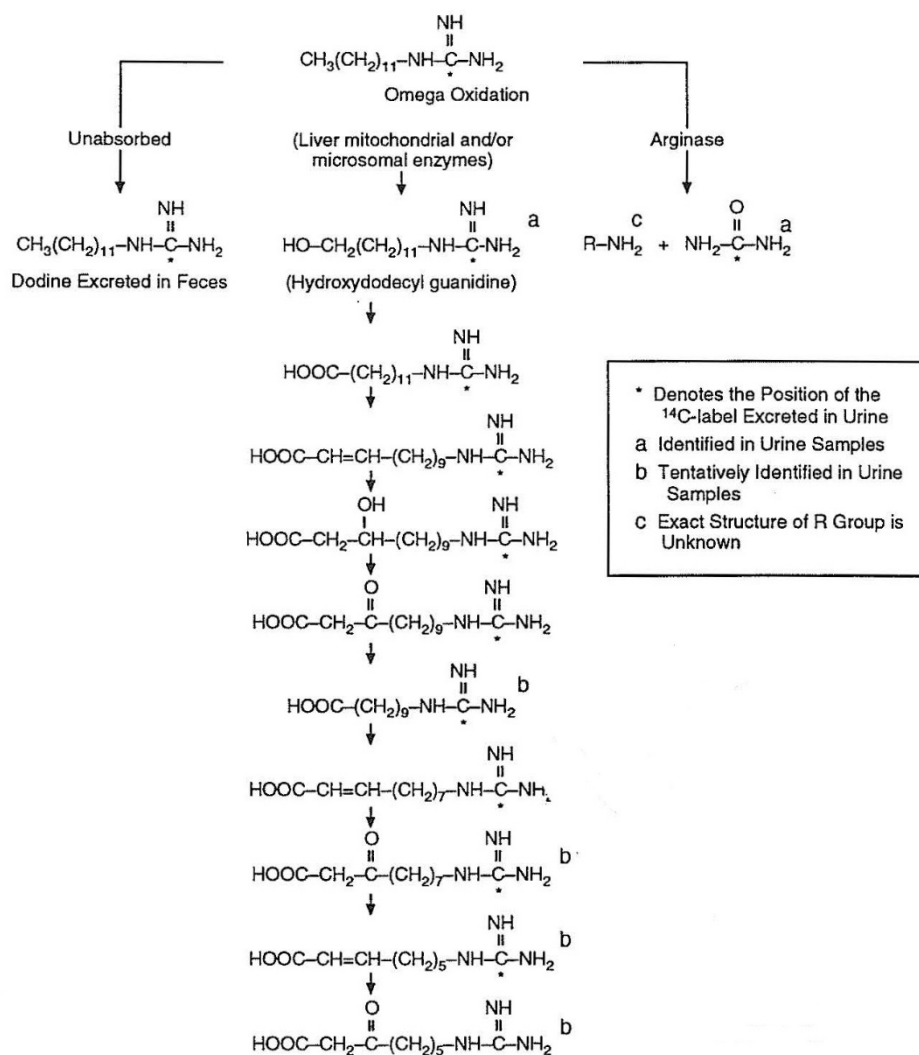 NH
||
CH3(CH2)11–NH–C–NH2
*
Omega Oxidation
Unabsorbed
(Liver mitochondrial and/or
microsomal enzymes)
Arginase
NH
||
CH3(CH2)11–NH–C–NH2
*
Dodine Excreted in Feces
NH
||
HO–CH2(CH2)11–NH–C–NH2 a
*
(Hydroxydodecyl guanidine)
O
||
R–NH2 c + NH2–C–NH2 a
*
NH
||
HOOC–(CH2)11–NH–C–NH2
*
NH
||
HOOC–CH=CH–(CH2)9–NH–C–NH2
*
OH NH
| ||
HOOC–CH2–CH–(CH2)9–NH–C–NH2
*
O NH
|| ||
HOOC–CH2–C–(CH2)9–NH–C–NH2
*
NH
||
HOOC–(CH2)9–NH–C–NH2 b
*
NH
||
HOOC–CH=CH–(CH2)7–NH–C–NH
*
O NH
|| ||
HOOC–CH2–C–(CH2)7–NH–C–NH2 b
*
NH
||
HOOC–CH=CH–(CH2)5–NH–C–NH2 b
*
O NH
|| ||
HOOC–CH2–C–(CH2)5–NH–C–NH2 b
*
* Denotes the Position of the
14C-label Excreted in Urine
a Identified in Urine Samples
b Tentatively Identified in Urine
Samples
c Exact Structure of R Group is
Unknown